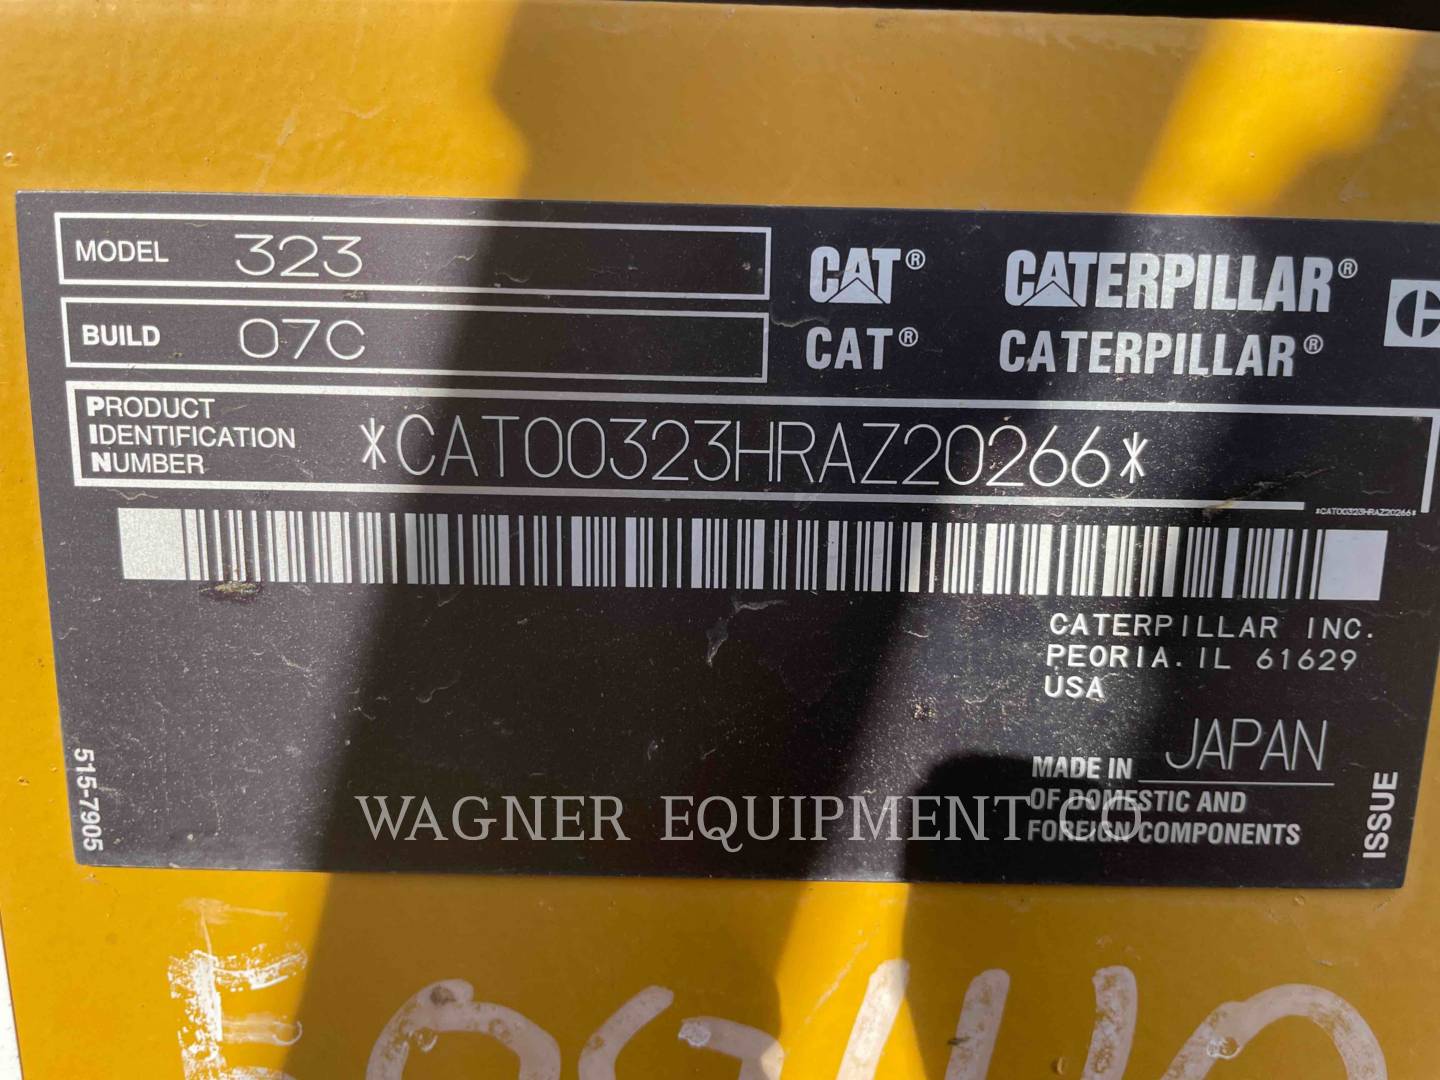 MODEL 323
CAT® CATERPILLAR®
BUILD 07C
CAT® CATERPILLAR®
PRODUCT IDENTIFICATION NUMBER *CAT00323HRAZ20266*
*CAT00323HRAZ20266*
CATERPILLAR INC.
PEORIA. IL 61629
USA
MADE IN JAPAN
OF DOMESTIC AND
FOREIGN COMPONENTS
515-7905
ISSUE
WAGNER EQUIPMENT CO